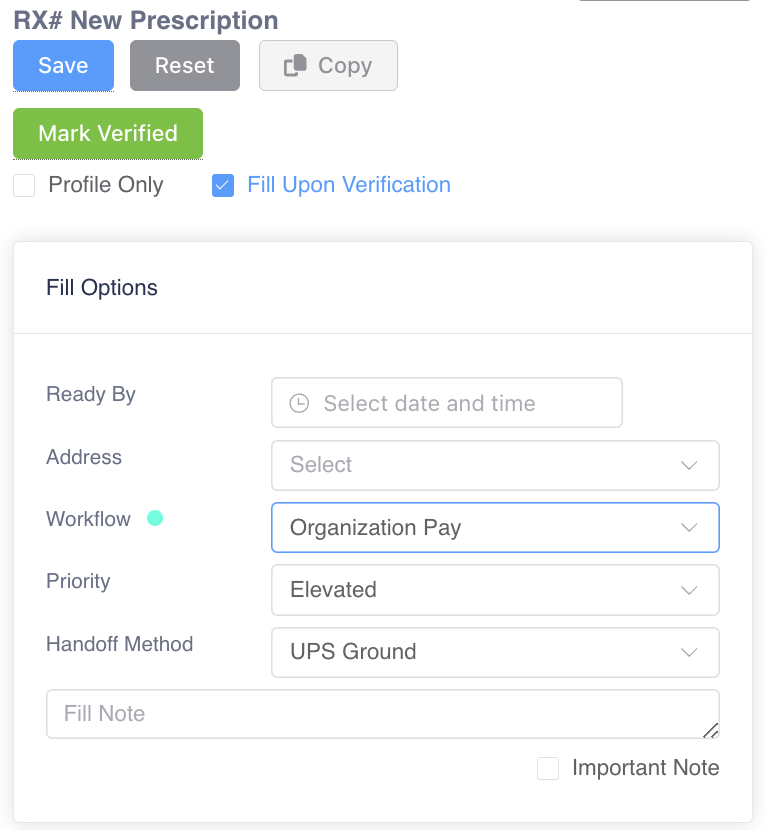 RX# New Prescription
Save Reset Copy
Mark Verified
Profile Only Fill Upon Verification
Fill Options
Ready By Select date and time
Address Select
Workflow Organization Pay
Priority Elevated
Handoff Method UPS Ground
Fill Note
Important Note